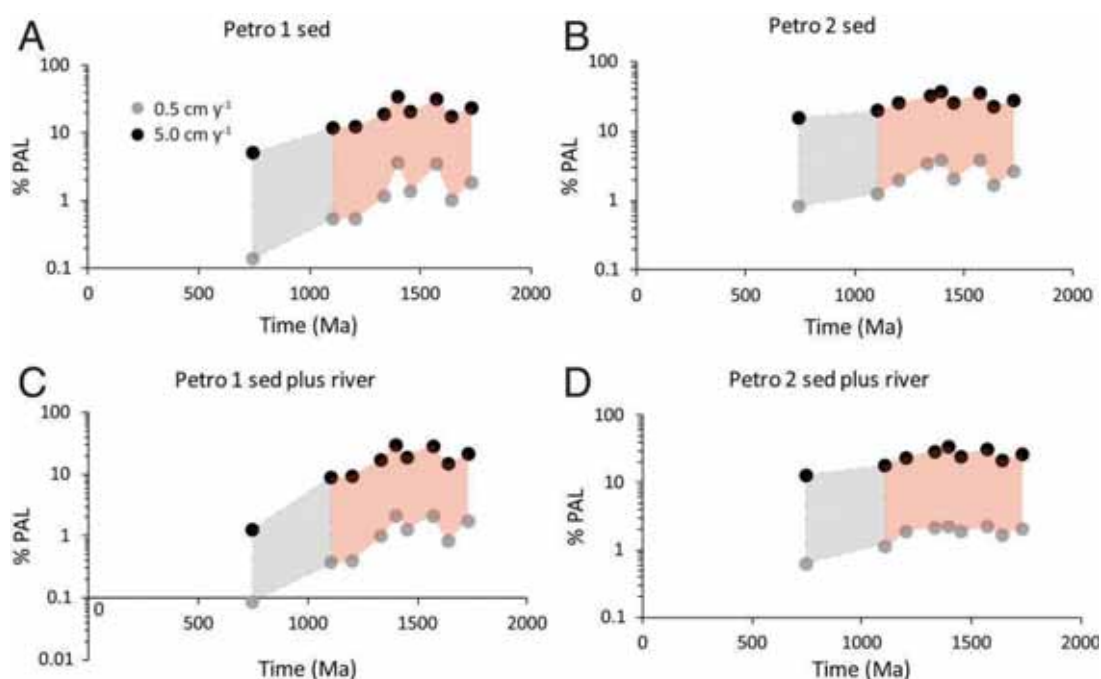 A
Petro 1 sed
100
10
1
0.1
% PAL
0.5 cm y⁻¹
5.0 cm y⁻¹
0
500
1000
1500
2000
Time (Ma)
B
Petro 2 sed
100
10
1
0.1
% PAL
0
500
1000
1500
2000
Time (Ma)
C
Petro 1 sed plus river
100
10
1
0.1
0.01
% PAL
0
500
1000
1500
2000
Time (Ma)
D
Petro 2 sed plus river
100
10
1
0.1
% PAL
0
500
1000
1500
2000
Time (Ma)